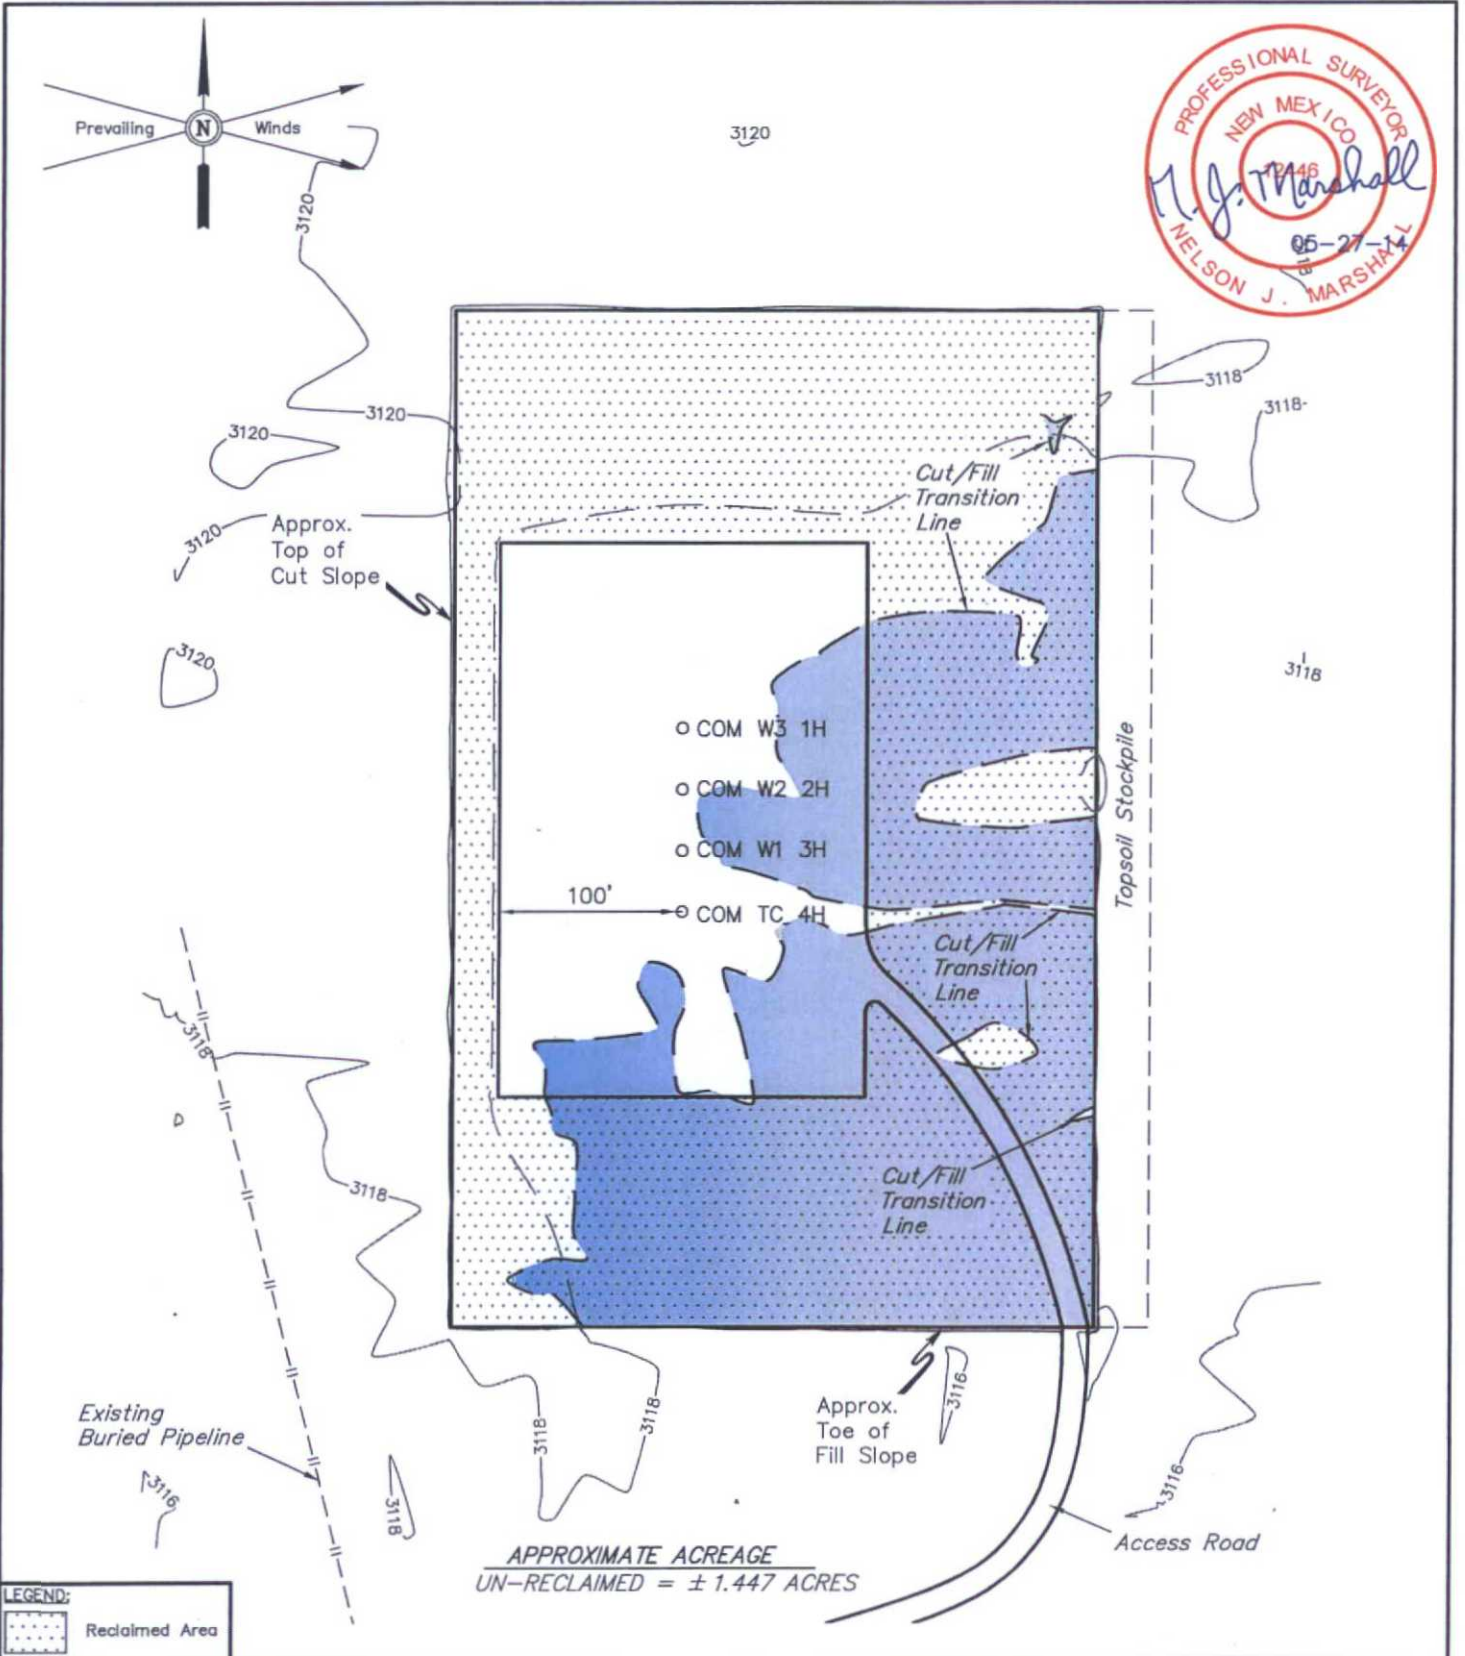 Prevailing N Winds
3120
PROFESSIONAL SURVEYOR
NEW MEXICO
12446
N. J. Marshall
05-27-14
NELSON J. MARSHALL
3120
3120
3120
3120
3120
3118
3118
3118
Approx.
Top of
Cut Slope
Cut/Fill
Transition
Line
COM W3 1H
COM W2 2H
COM W1 3H
100'
COM TC 4H
Topsoil Stockpile
Cut/Fill
Transition
Line
Cut/Fill
Transition
Line
3118
3118
3118
3118
3118
3116
3116
3116
Existing
Buried Pipeline
Approx.
Toe of
Fill Slope
Access Road
APPROXIMATE ACREAGE
UN-RECLAIMED = ± 1.447 ACRES
LEGEND:
Reclaimed Area